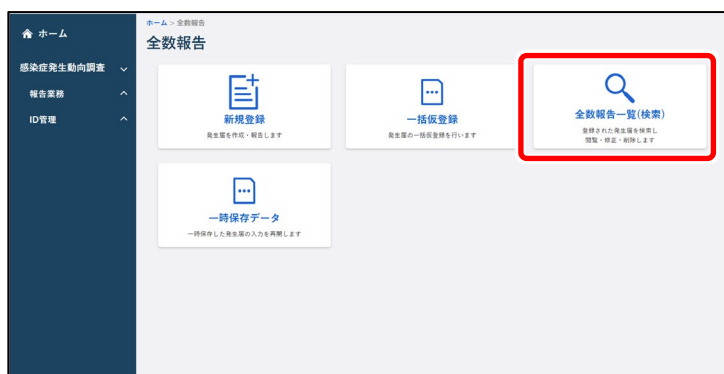 ホーム
感染症発生動向調査
報告業務
ID管理
ホーム > 全数報告
全数報告
新規登録
発生届を作成・報告します
一括仮登録
発生届の一括仮登録を行います
全数報告一覧(検索)
登録された発生届を検索し
閲覧・修正・削除します
一時保存データ
一時保存した発生届の入力を再開します